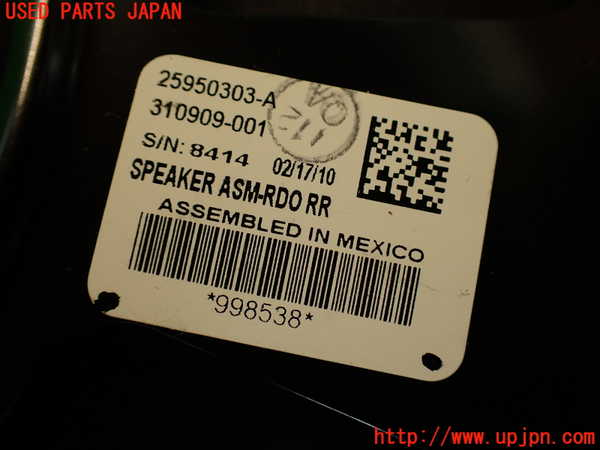 USED PARTS JAPAN
25950303-A
310909-001
S/N: 8414 02/17/10
SPEAKER ASM-RDO RR
ASSEMBLED IN MEXICO
*998538*
http://www.upjpn.com